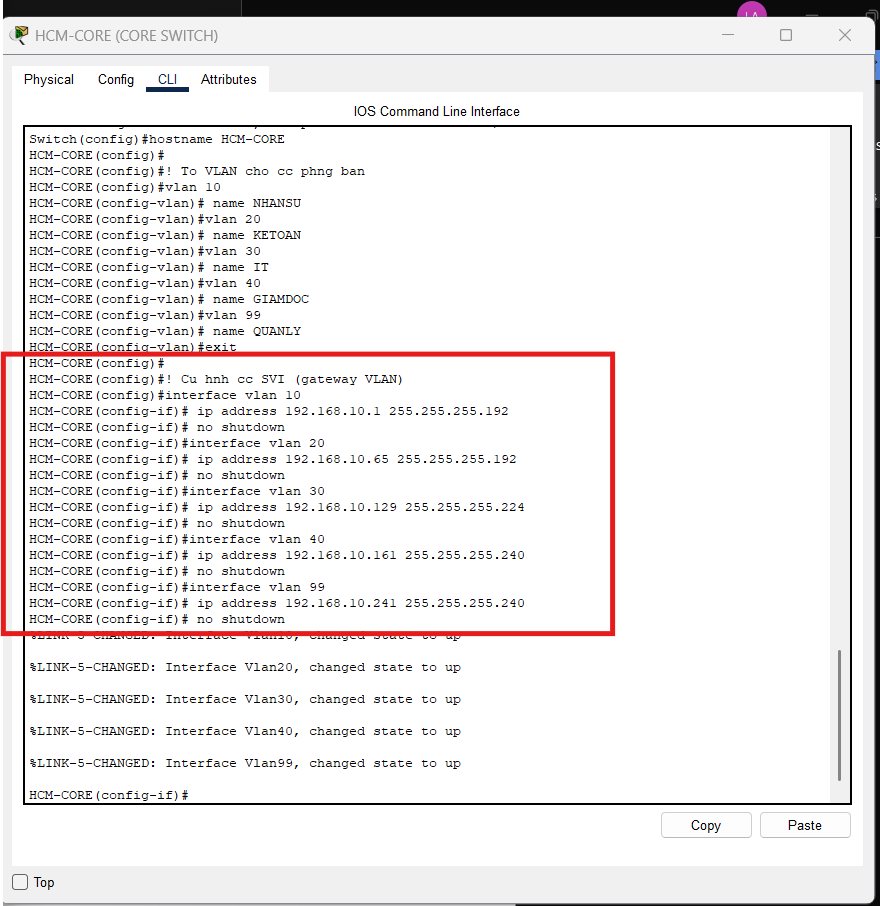 LA
HCM-CORE (CORE SWITCH)
Physical Config CLI Attributes
IOS Command Line Interface
Switch(config)#hostname HCM-CORE
HCM-CORE(config)#
HCM-CORE(config)#! To VLAN cho cc phng ban
HCM-CORE(config)#vlan 10
HCM-CORE(config-vlan)# name NHANSU
HCM-CORE(config-vlan)#vlan 20
HCM-CORE(config-vlan)# name KETOAN
HCM-CORE(config-vlan)#vlan 30
HCM-CORE(config-vlan)# name IT
HCM-CORE(config-vlan)#vlan 40
HCM-CORE(config-vlan)# name GIAMDOC
HCM-CORE(config-vlan)#vlan 99
HCM-CORE(config-vlan)# name QUANLY
HCM-CORE(config-vlan)#exit
HCM-CORE(config)#
HCM-CORE(config)#! Cu hnh cc SVI (gateway VLAN)
HCM-CORE(config)#interface vlan 10
HCM-CORE(config-if)# ip address 192.168.10.1 255.255.255.192
HCM-CORE(config-if)# no shutdown
HCM-CORE(config-if)#interface vlan 20
HCM-CORE(config-if)# ip address 192.168.10.65 255.255.255.192
HCM-CORE(config-if)# no shutdown
HCM-CORE(config-if)#interface vlan 30
HCM-CORE(config-if)# ip address 192.168.10.129 255.255.255.224
HCM-CORE(config-if)# no shutdown
HCM-CORE(config-if)#interface vlan 40
HCM-CORE(config-if)# ip address 192.168.10.161 255.255.255.240
HCM-CORE(config-if)# no shutdown
HCM-CORE(config-if)#interface vlan 99
HCM-CORE(config-if)# ip address 192.168.10.241 255.255.255.240
HCM-CORE(config-if)# no shutdown
%LINK-5-CHANGED: Interface Vlan10, changed state to up
%LINK-5-CHANGED: Interface Vlan20, changed state to up
%LINK-5-CHANGED: Interface Vlan30, changed state to up
%LINK-5-CHANGED: Interface Vlan40, changed state to up
%LINK-5-CHANGED: Interface Vlan99, changed state to up
HCM-CORE(config-if)#
Copy Paste
Top